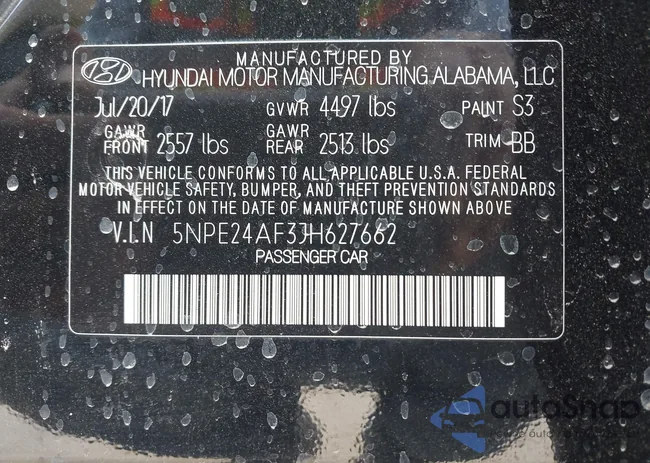 MANUFACTURED BY
HYUNDAI MOTOR MANUFACTURING ALABAMA, LLC
Jul/20/17 GVWR 4497 lbs PAINT S3
GAWR FRONT 2557 lbs GAWR REAR 2513 lbs TRIM BB
THIS VEHICLE CONFORMS TO ALL APPLICABLE U.S.A. FEDERAL
MOTOR VEHICLE SAFETY, BUMPER, AND THEFT PREVENTION STANDARDS
IN EFFECT ON THE DATE OF MANUFACTURE SHOWN ABOVE
V.I.N 5NPE24AF3JH627662
PASSENGER CAR
autoSnap